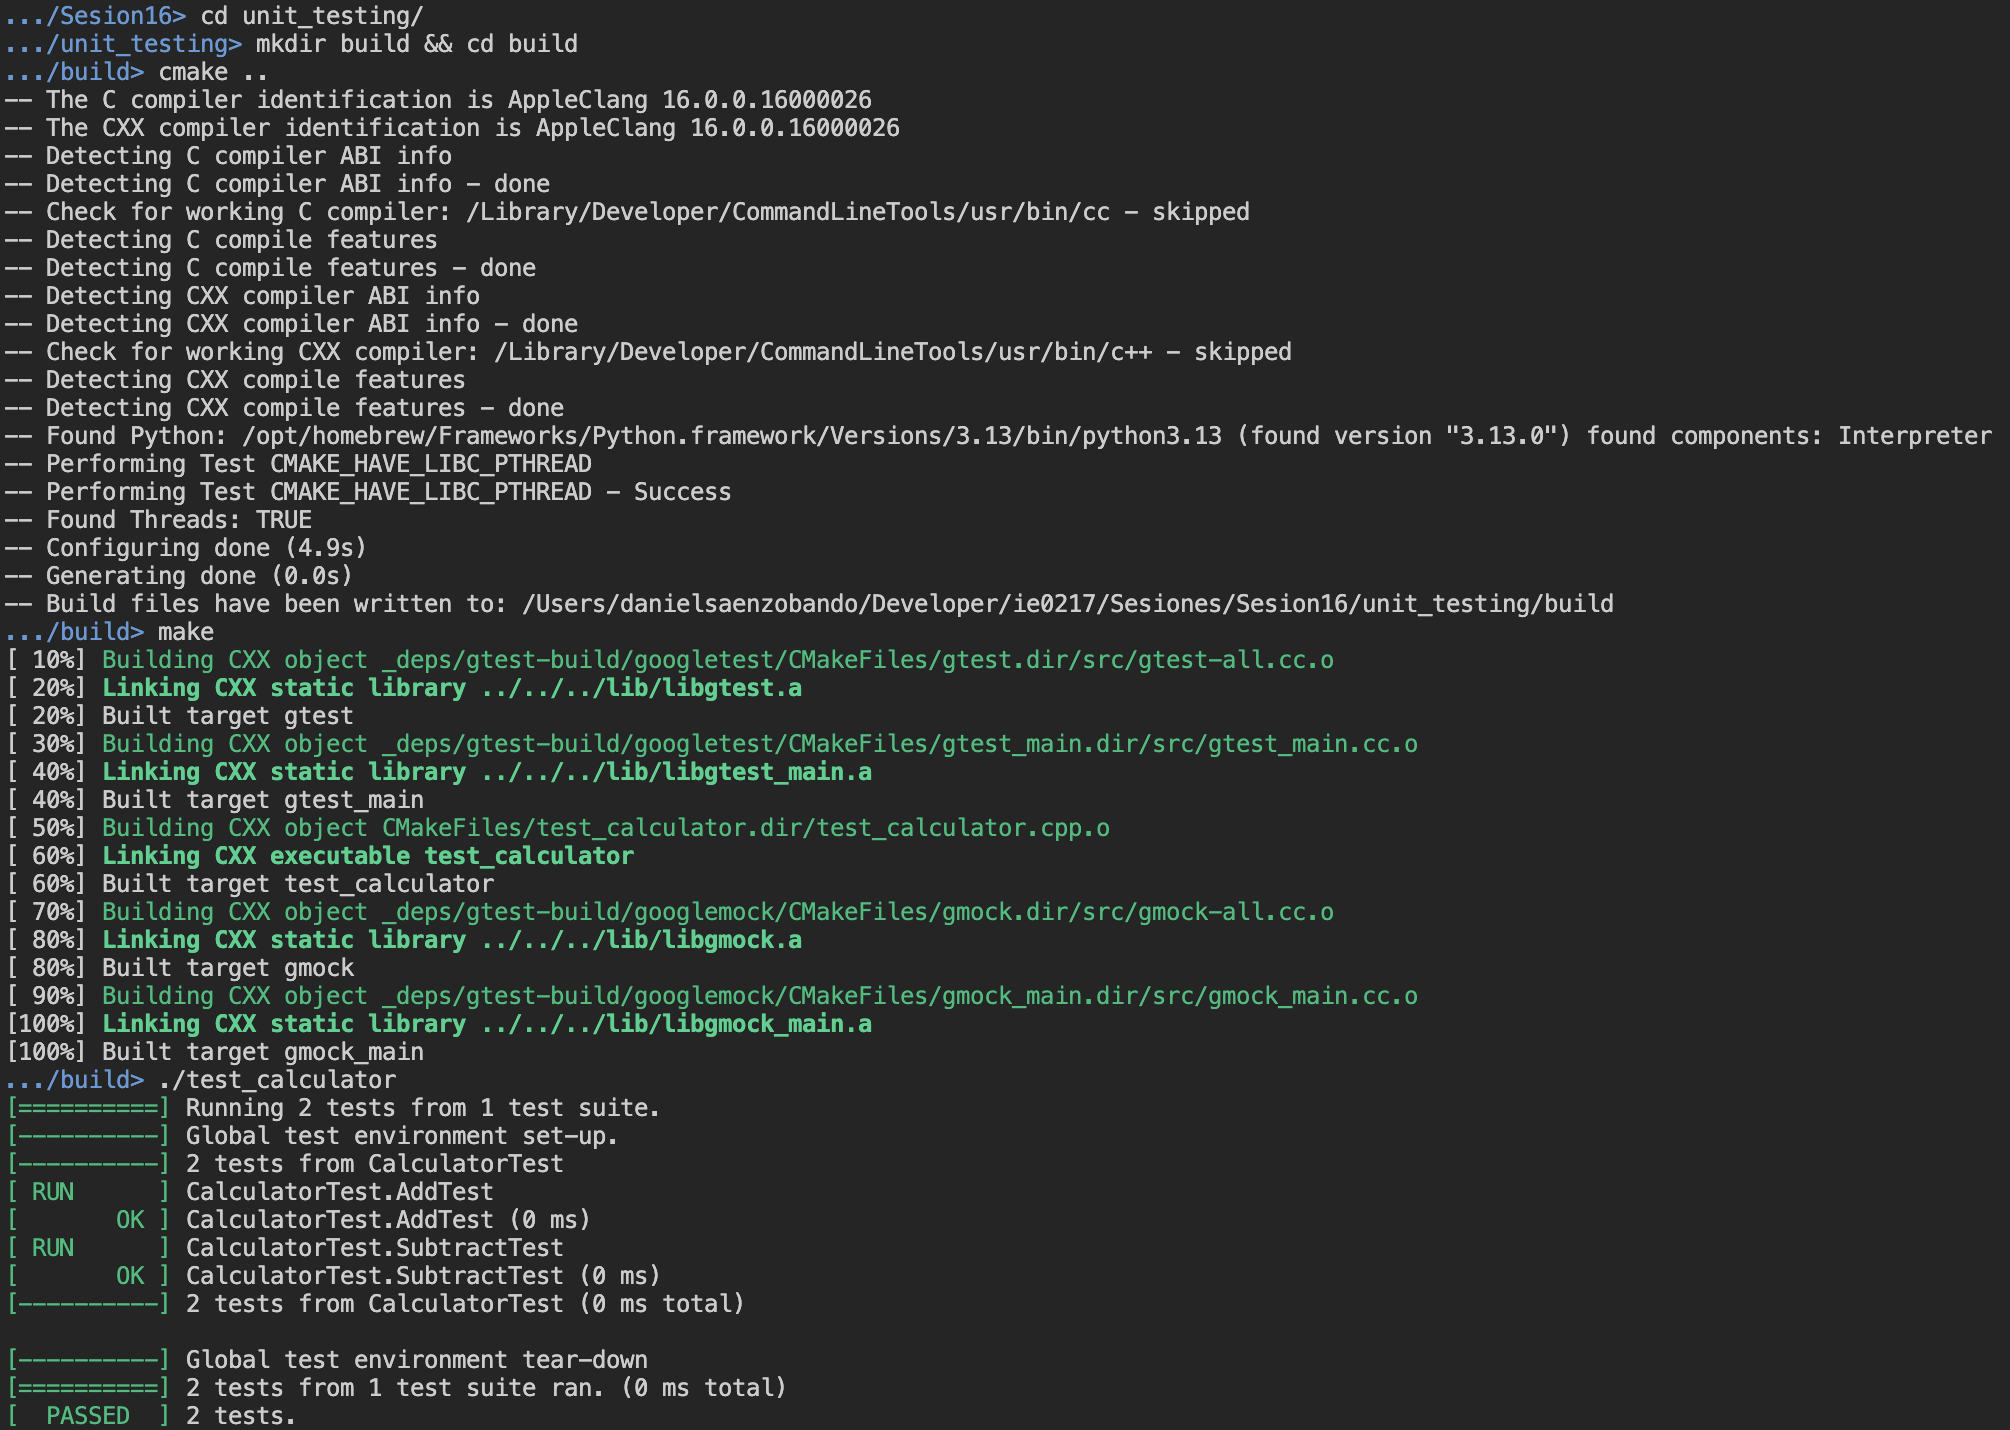 .../Sesion16> cd unit_testing/
.../unit_testing> mkdir build && cd build
.../build> cmake ..
-- The C compiler identification is AppleClang 16.0.0.16000026
-- The CXX compiler identification is AppleClang 16.0.0.16000026
-- Detecting C compiler ABI info
-- Detecting C compiler ABI info - done
-- Check for working C compiler: /Library/Developer/CommandLineTools/usr/bin/cc - skipped
-- Detecting C compile features
-- Detecting C compile features - done
-- Detecting CXX compiler ABI info
-- Detecting CXX compiler ABI info - done
-- Check for working CXX compiler: /Library/Developer/CommandLineTools/usr/bin/c++ - skipped
-- Detecting CXX compile features
-- Detecting CXX compile features - done
-- Found Python: /opt/homebrew/Frameworks/Python.framework/Versions/3.13/bin/python3.13 (found version "3.13.0") found components: Interpreter
-- Performing Test CMAKE_HAVE_LIBC_PTHREAD
-- Performing Test CMAKE_HAVE_LIBC_PTHREAD - Success
-- Found Threads: TRUE
-- Configuring done (4.9s)
-- Generating done (0.0s)
-- Build files have been written to: /Users/danielsaenzobando/Developer/ie0217/Sesiones/Sesion16/unit_testing/build
.../build> make
[ 10%] Building CXX object _deps/gtest-build/googletest/CMakeFiles/gtest.dir/src/gtest-all.cc.o
[ 20%] Linking CXX static library ../../../lib/libgtest.a
[ 20%] Built target gtest
[ 30%] Building CXX object _deps/gtest-build/googletest/CMakeFiles/gtest_main.dir/src/gtest_main.cc.o
[ 40%] Linking CXX static library ../../../lib/libgtest_main.a
[ 40%] Built target gtest_main
[ 50%] Building CXX object CMakeFiles/test_calculator.dir/test_calculator.cpp.o
[ 60%] Linking CXX executable test_calculator
[ 60%] Built target test_calculator
[ 70%] Building CXX object _deps/gtest-build/googlemock/CMakeFiles/gmock.dir/src/gmock-all.cc.o
[ 80%] Linking CXX static library ../../../lib/libgmock.a
[ 80%] Built target gmock
[ 90%] Building CXX object _deps/gtest-build/googlemock/CMakeFiles/gmock_main.dir/src/gmock_main.cc.o
[100%] Linking CXX static library ../../../lib/libgmock_main.a
[100%] Built target gmock_main
.../build> ./test_calculator
[==========] Running 2 tests from 1 test suite.
[----------] Global test environment set-up.
[----------] 2 tests from CalculatorTest
[ RUN      ] CalculatorTest.AddTest
[       OK ] CalculatorTest.AddTest (0 ms)
[ RUN      ] CalculatorTest.SubtractTest
[       OK ] CalculatorTest.SubtractTest (0 ms)
[----------] 2 tests from CalculatorTest (0 ms total)

[----------] Global test environment tear-down
[==========] 2 tests from 1 test suite ran. (0 ms total)
[  PASSED  ] 2 tests.